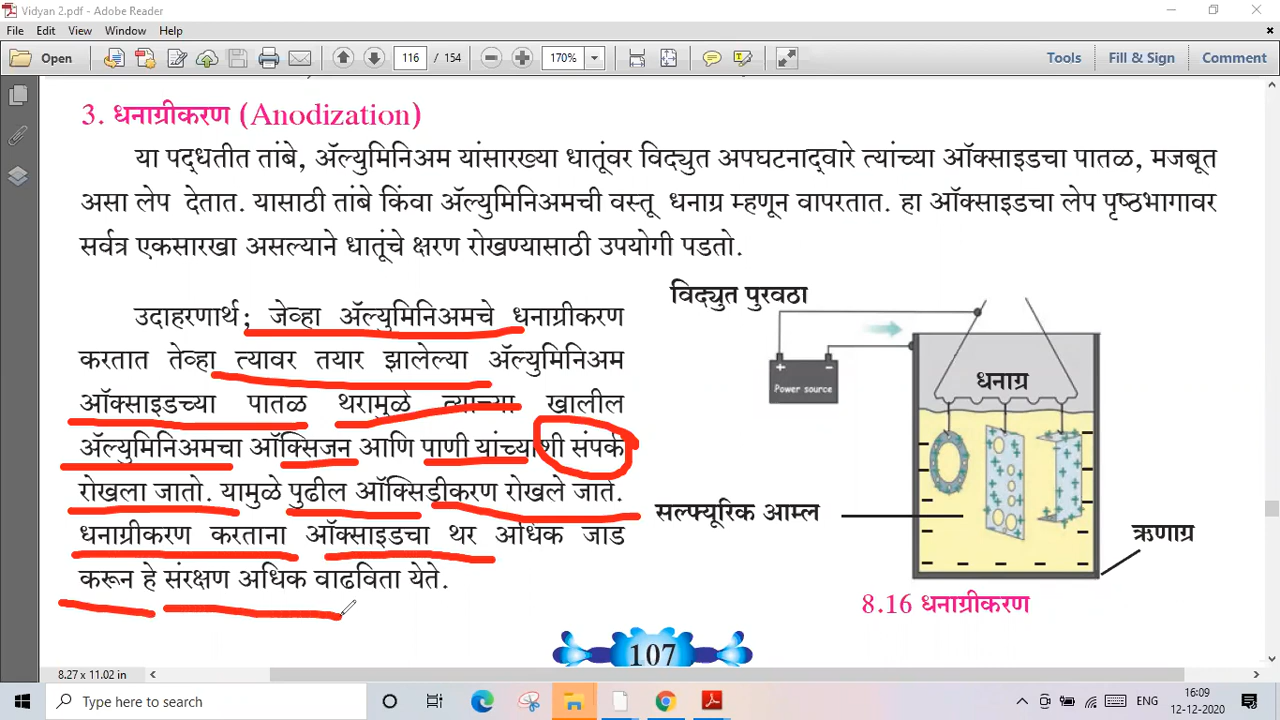 Vidyan 2.pdf - Adobe Reader
File Edit View Window Help
Open 116 / 154 170% Tools Fill & Sign Comment
3. धनाग्रीकरण (Anodization)
या पद्धतीत तांबे, ॲल्युमिनिअम यांसारख्या धातूंवर विद्युत अपघटनाद्वारे त्यांच्या ऑक्साइडचा पातळ, मजबूत
असा लेप देतात. यासाठी तांबे किंवा ॲल्युमिनिअमची वस्तू धनाग्र म्हणून वापरतात. हा ऑक्साइडचा लेप पृष्ठभागावर
सर्वत्र एकसारखा असल्याने धातूंचे क्षरण रोखण्यासाठी उपयोगी पडतो.
उदाहरणार्थ; जेव्हा ॲल्युमिनिअमचे धनाग्रीकरण
करतात तेव्हा त्यावर तयार झालेल्या ॲल्युमिनिअम
ऑक्साइडच्या पातळ थरामुळे त्याच्या खालील
ॲल्युमिनिअमचा ऑक्सिजन आणि पाणी यांच्याशी संपर्क
रोखला जातो. यामुळे पुढील ऑक्सिडीकरण रोखले जाते.
धनाग्रीकरण करताना ऑक्साइडचा थर अधिक जाड
करून हे संरक्षण अधिक वाढविता येते.
विद्युत पुरवठा
+ −
Power source
धनाग्र
सल्फ्यूरिक आम्ल
ऋणाग्र
8.16 धनाग्रीकरण
107
8.27 x 11.02 in
Type here to search
ENG
16:09
12-12-2020